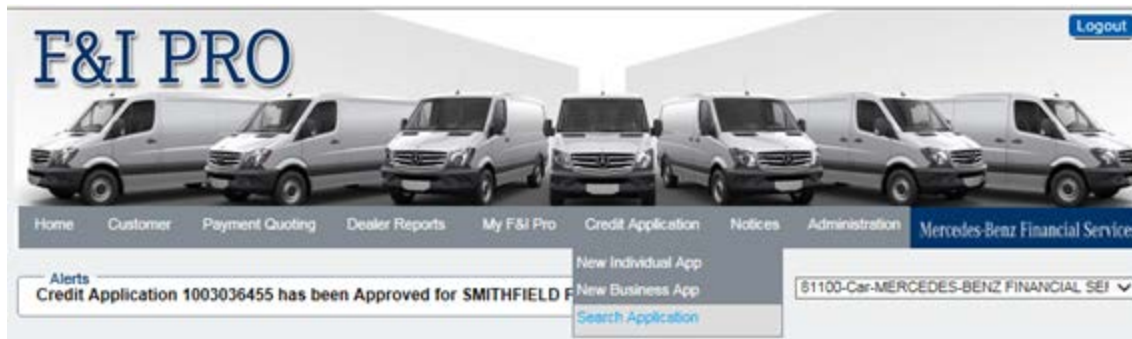 Logout
F&I PRO
Home Customer Payment Quoting Dealer Reports My F&I Pro Credit Application Notices Administration Mercedes-Benz Financial Service
New Individual App
New Business App
Search Application
Alerts
Credit Application 1003036455 has been Approved for SMITHFIELD F
81100-Car-MERCEDES-BENZ FINANCIAL SEI